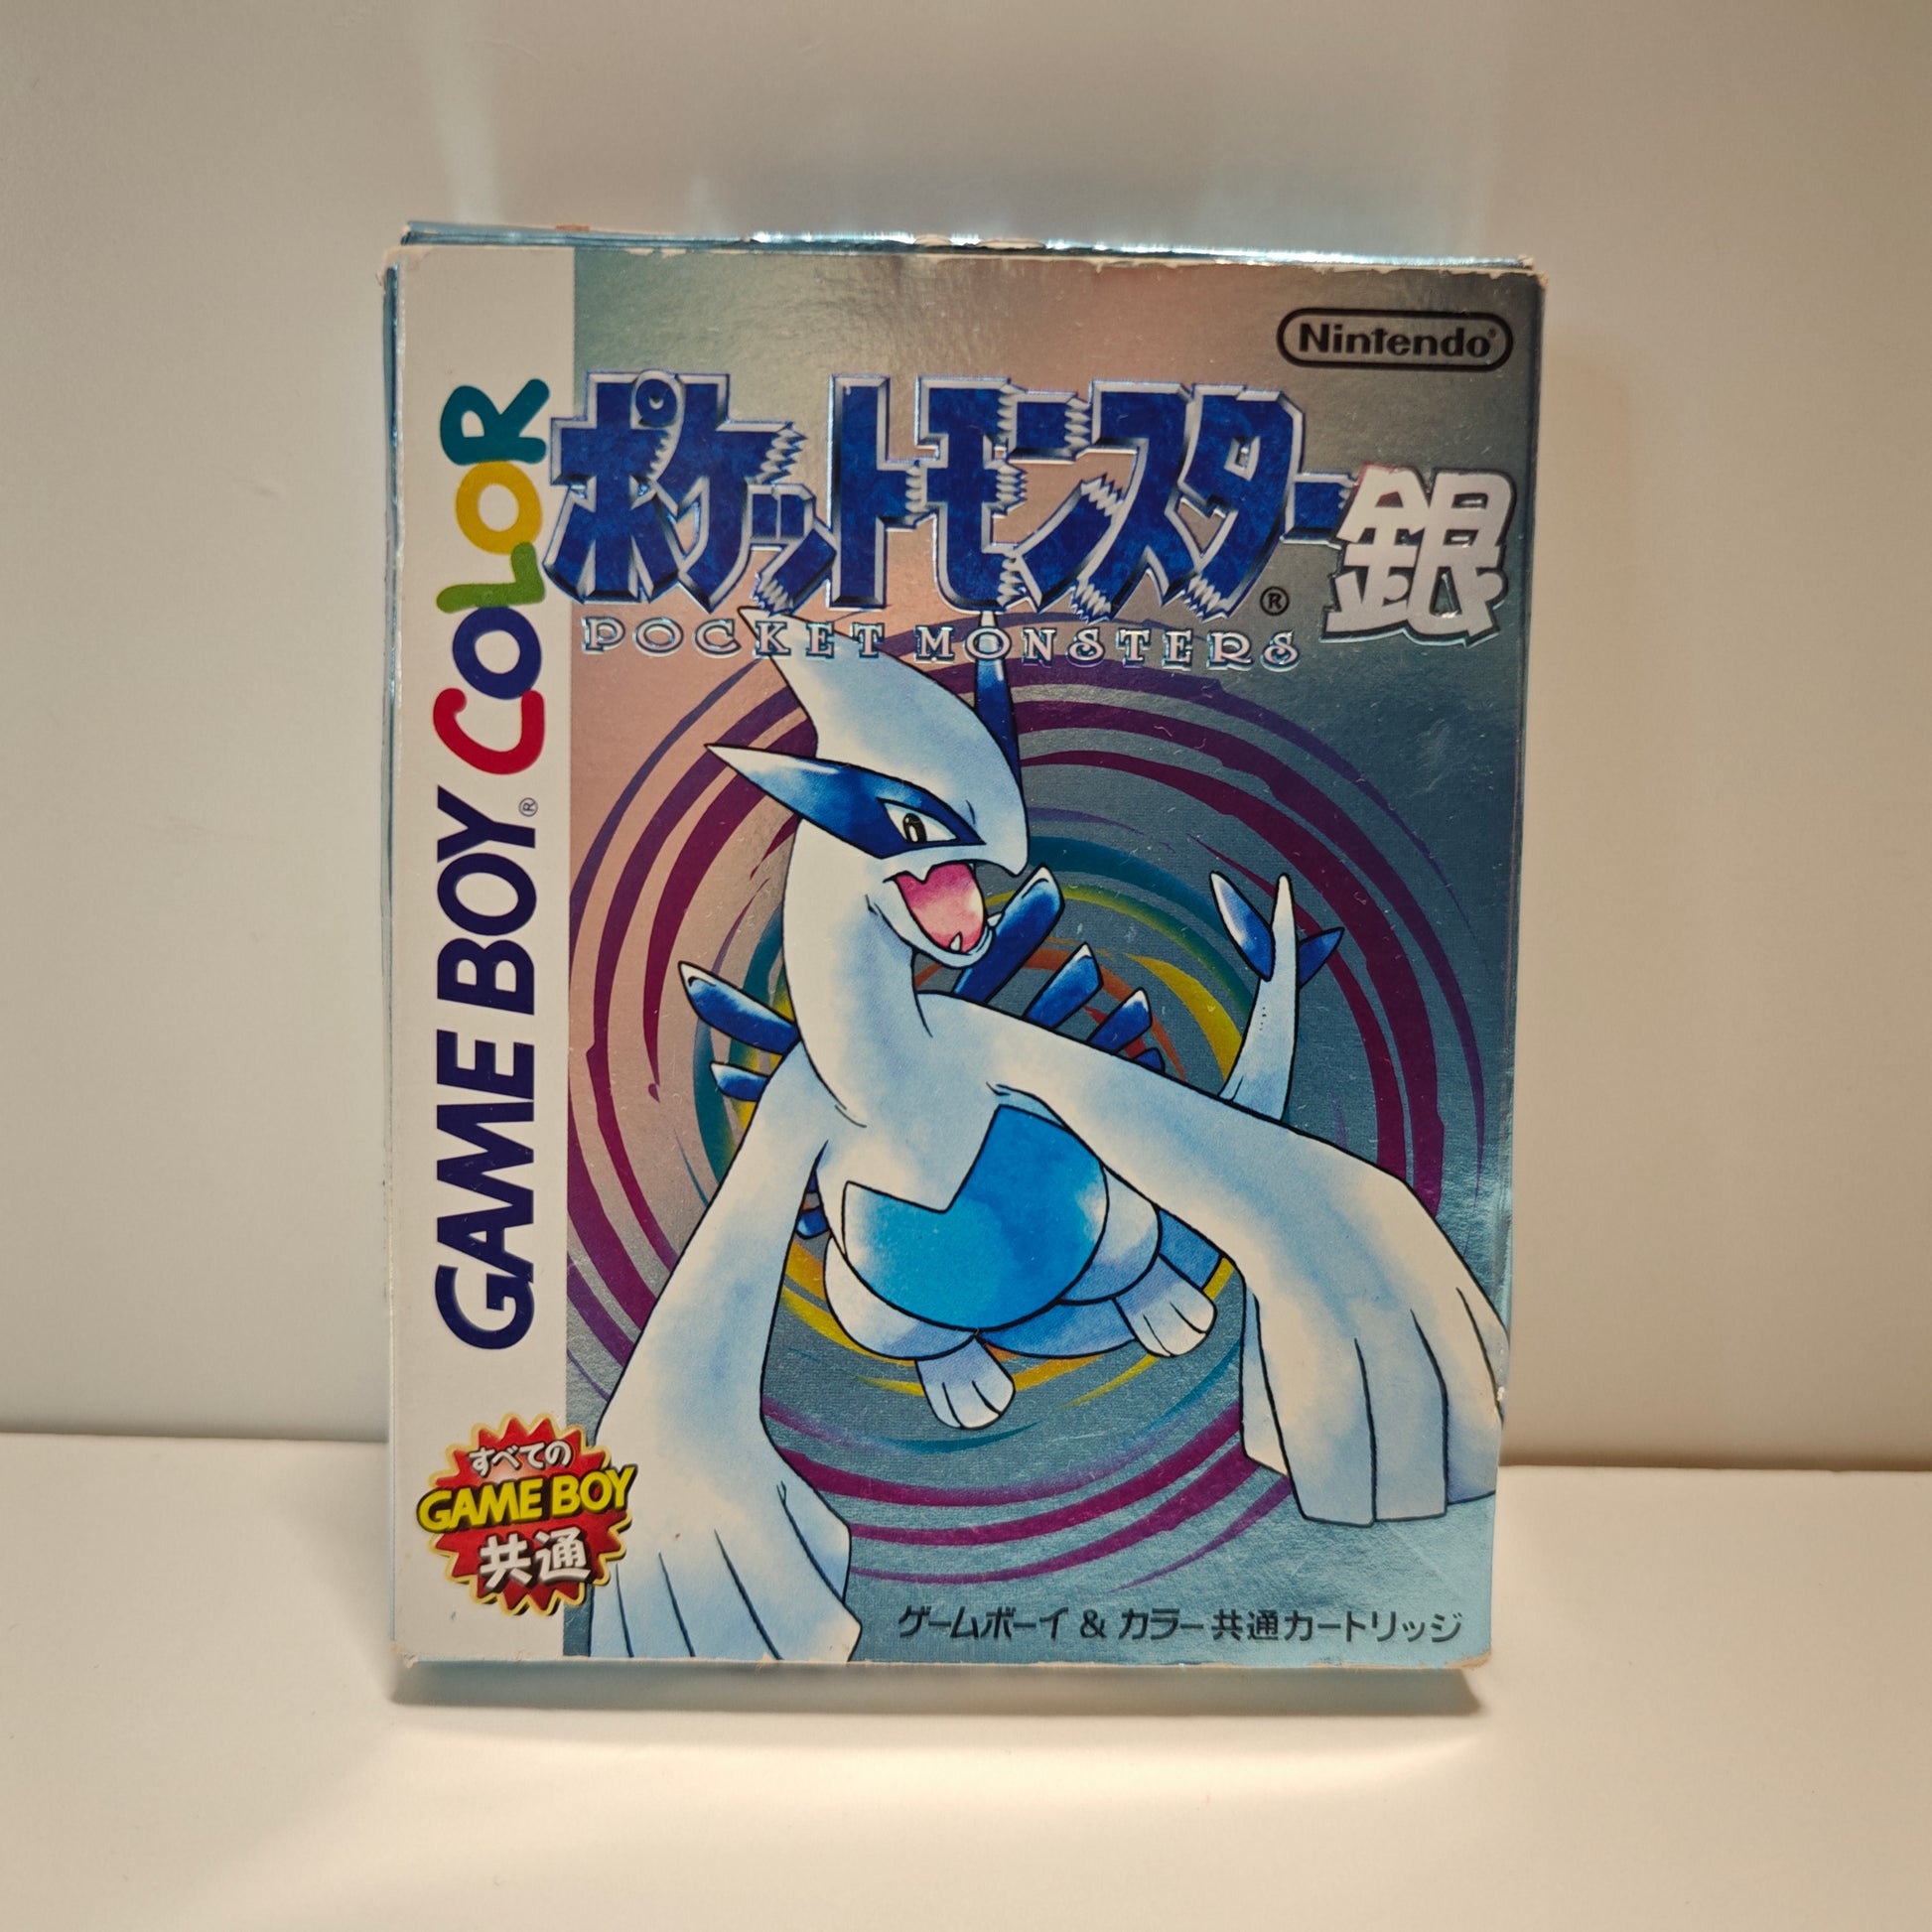 Nintendo®
ポケットモンスター®
銀
POCKET MONSTERS
GAME BOY® COLOR
すべての
GAME BOY
共通
ゲームボーイ & カラー共通カートリッジ